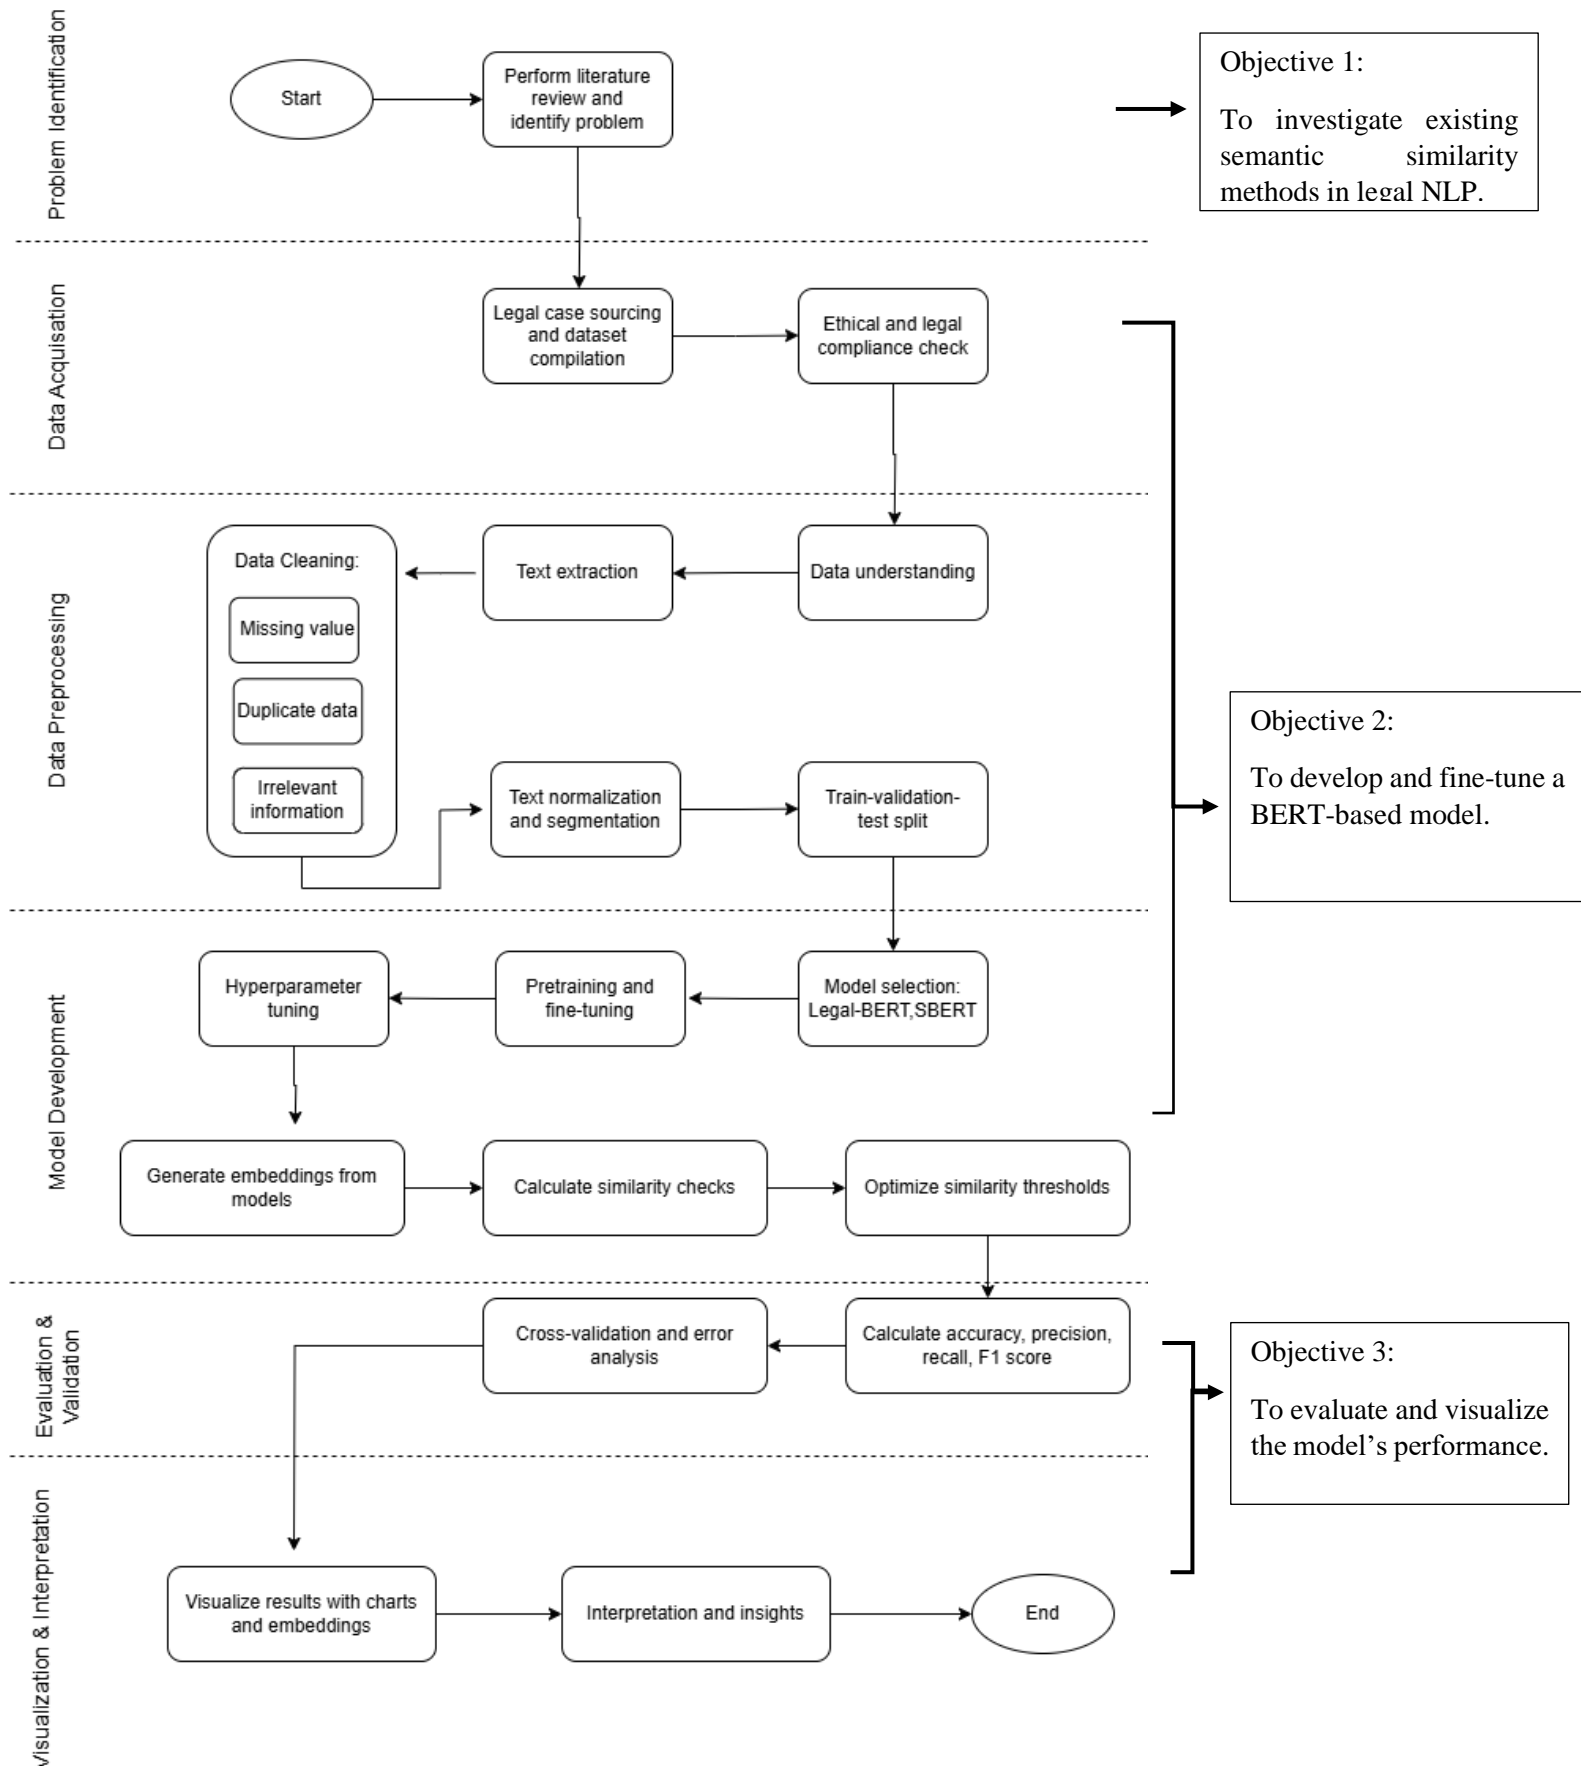 Problem Identification
Start
Perform literature
review and
identify problem
Objective 1:
To investigate existing
semantic similarity
methods in legal NLP.
Data Acquisation
Legal case sourcing
and dataset
compilation
Ethical and legal
compliance check
Data Preprocessing
Data Cleaning:
Missing value
Duplicate data
Irrelevant
information
Text extraction
Data understanding
Text normalization
and segmentation
Train-validation-
test split
Objective 2:
To develop and fine-tune a
BERT-based model.
Model Development
Hyperparameter
tuning
Pretraining and
fine-tuning
Model selection:
Legal-BERT,SBERT
Generate embeddings from
models
Calculate similarity checks
Optimize similarity thresholds
Evaluation &
Validation
Cross-validation and error
analysis
Calculate accuracy, precision,
recall, F1 score
Objective 3:
To evaluate and visualize
the model’s performance.
Visualization & Interpretation
Visualize results with charts
and embeddings
Interpretation and insights
End